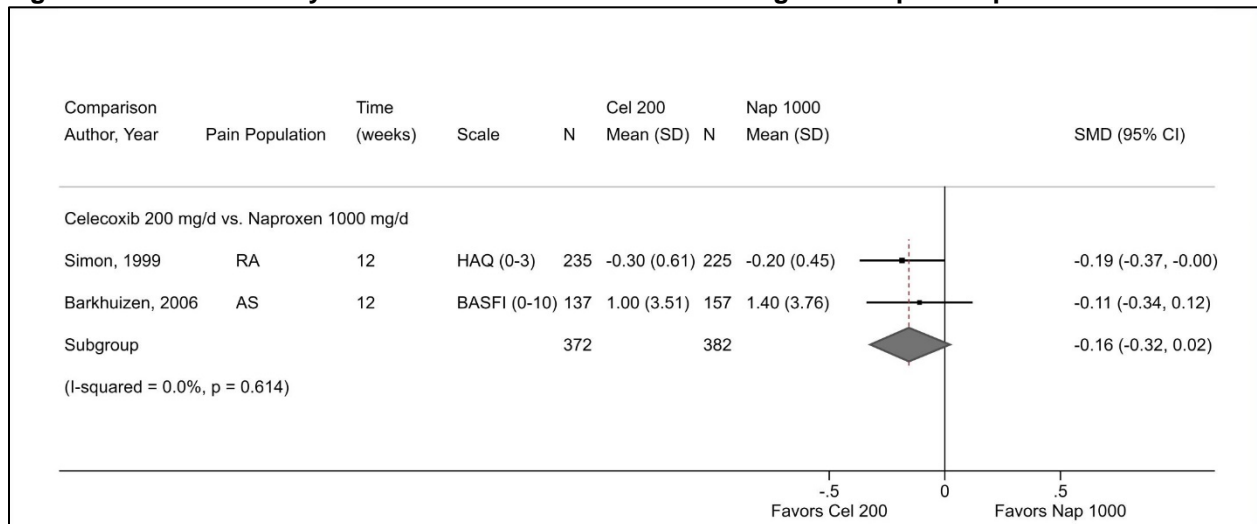 Comparison Time Cel 200 Nap 1000
Author, Year Pain Population (weeks) Scale N Mean (SD) N Mean (SD) SMD (95% CI)
Celecoxib 200 mg/d vs. Naproxen 1000 mg/d
Simon, 1999 RA 12 HAQ (0-3) 235 -0.30 (0.61) 225 -0.20 (0.45) -0.19 (-0.37, -0.00)
Barkhuizen, 2006 AS 12 BASFI (0-10) 137 1.00 (3.51) 157 1.40 (3.76) -0.11 (-0.34, 0.12)
Subgroup 372 382 -0.16 (-0.32, 0.02)
(I-squared = 0.0%, p = 0.614)
-.5 0 .5
Favors Cel 200 Favors Nap 1000